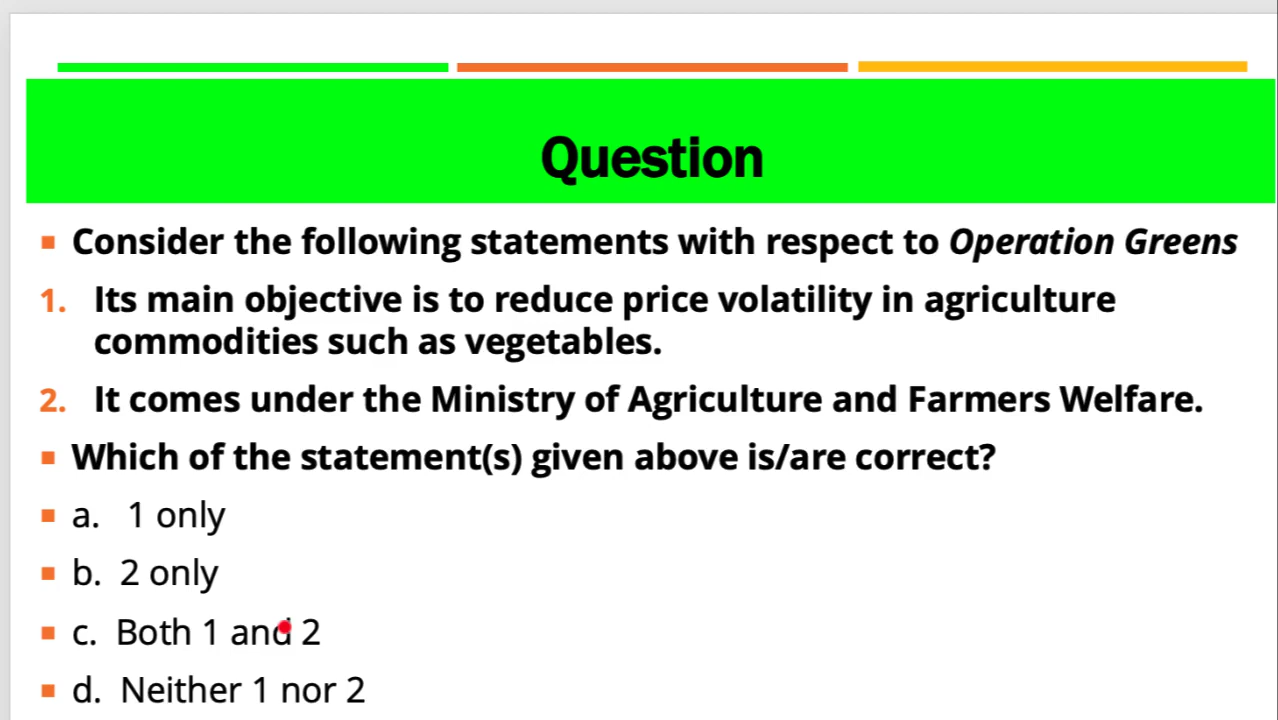 Question
Consider the following statements with respect to Operation Greens
1. Its main objective is to reduce price volatility in agriculture
commodities such as vegetables.
2. It comes under the Ministry of Agriculture and Farmers Welfare.
Which of the statement(s) given above is/are correct?
a. 1 only
b. 2 only
c. Both 1 and 2
d. Neither 1 nor 2